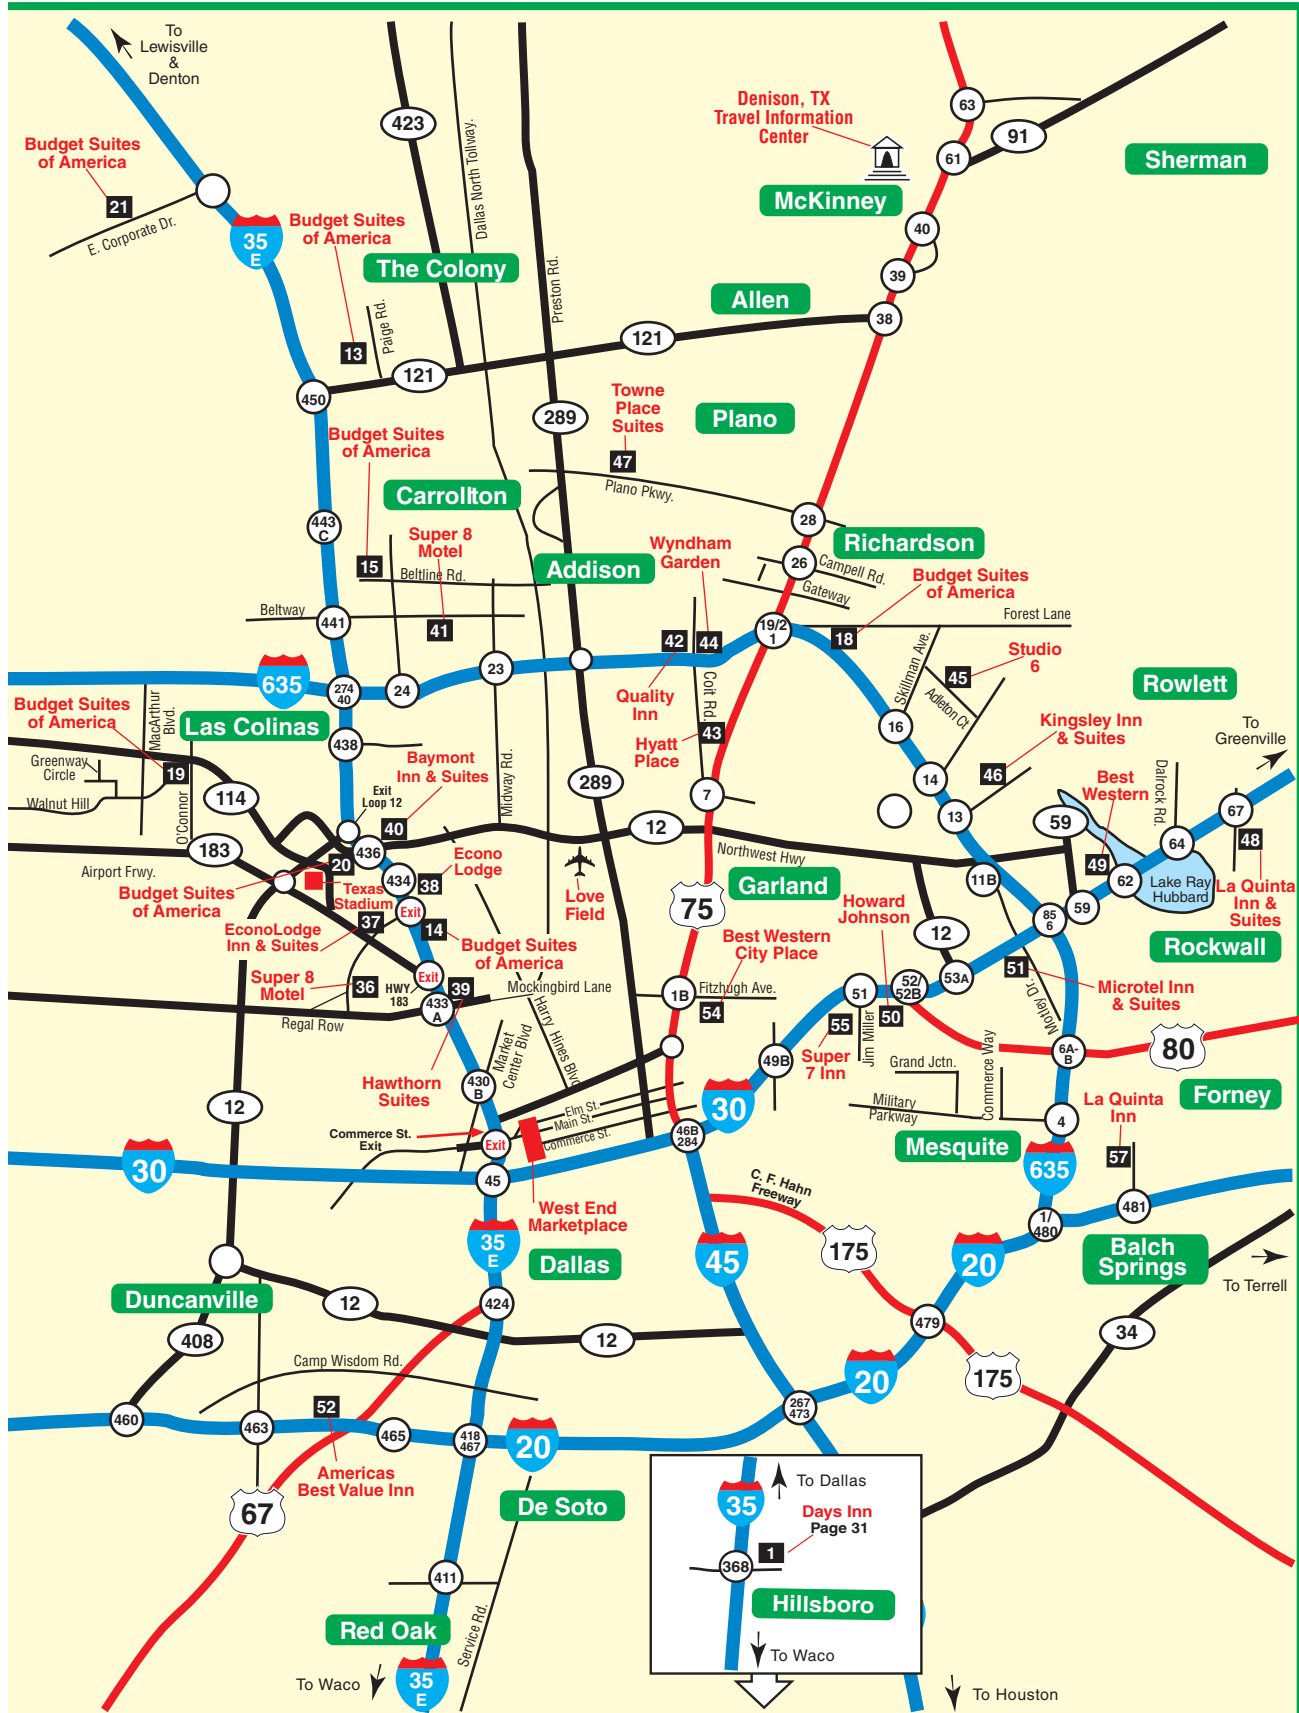 To
Lewisville
&
Denton
423
Dallas North Tollway.
Denison, TX
Travel Information
Center
63
91
61
Sherman
McKinney
Budget Suites
of America
21
E. Corporate Dr.
35
E
Budget Suites
of America
13
Paige Rd.
The Colony
Preston Rd.
40
39
Allen
38
121
121
450
289
Towne
Place
Suites
47
Plano
Plano Pkwy.
Budget Suites
of America
15
Carrollton
443
C
Super 8
Motel
41
Beltline Rd.
Beltway
441
Addison
28
Richardson
26
Campell Rd.
Gateway
Wyndham
Garden
44
42
Quality
Inn
19/2
1
Budget Suites
of America
18
Forest Lane
635
274
40
24
23
Coit Rd.
Skillman Ave.
45
Studio
6
Adleton Ct
16
Rowlett
Budget Suites
of America
19
MacArthur
Blvd.
Las Colinas
438
Greenway
Circle
Walnut Hill
O'Connor
114
183
Airport Frwy.
Exit
Loop 12
Baymont
Inn & Suites
40
Midway Rd.
289
Hyatt
Place
43
7
14
13
46
Kingsley Inn
& Suites
To
Greenville
Best
Western
49
Dalrock Rd.
67
48
La Quinta
Inn &
Suites
64
62
Lake Ray
Hubbard
59
59
12
Northwest Hwy
436
20
Budget Suites
of America
Texas
Stadium
434
38
Econo
Lodge
Exit
37
EconoLodge
Inn & Suites
14
Budget Suites
of America
Love
Field
75
Garland
11B
85
6
Rockwall
Howard
Johnson
12
Best Western
City Place
Super 8
Motel
36
HWY
183
Exit
39
433
A
Mockingbird Lane
Regal Row
1B
Fitzhugh Ave.
54
51
52/
52B
50
53A
51
Microtel Inn
& Suites
Motley Dr.
55
Super
7 Inn
Jim Miller
49B
Harry Hines Blvd
Market
Center Blvd
Hawthorn
Suites
430
B
6A-
B
80
Grand Jctn.
Commerce Way
Military
Parkway
4
Forney
La Quinta
Inn
57
Mesquite
635
12
30
Commerce St.
Exit
Exit
Elm St.
Main St.
Commerce St.
46B
284
30
45
West End
Marketplace
C. F. Hahn
Freeway
175
35
E
Dallas
45
20
1/
480
481
Balch
Springs
To Terrell
Duncanville
12
424
12
479
34
408
Camp Wisdom Rd.
175
20
267
473
52
460
463
465
418
467
20
Americas
Best Value Inn
67
De Soto
35
To Dallas
Days Inn
Page 31
1
368
Hillsboro
To Waco
411
Red Oak
Service Rd.
35
E
To Waco
To Houston